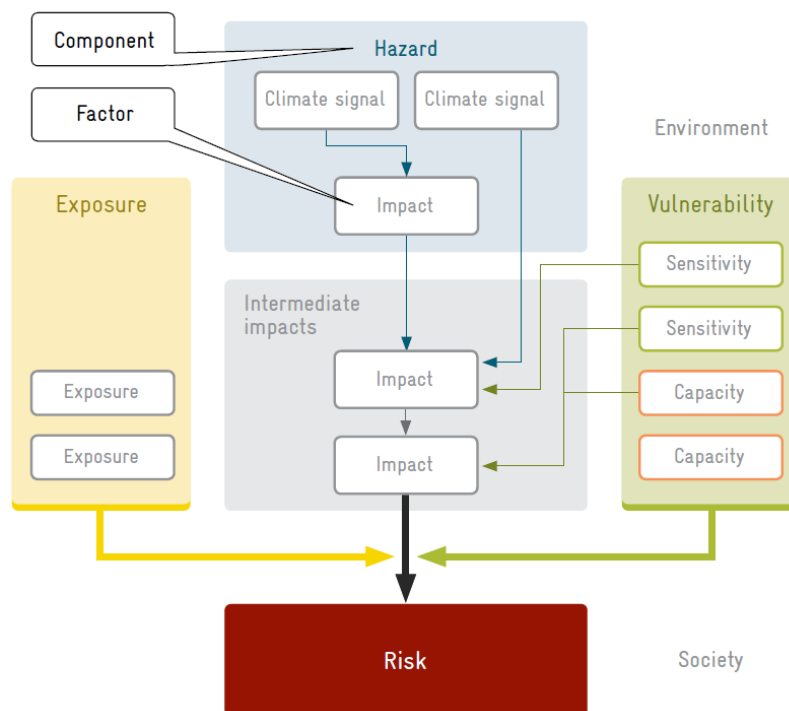 Component
Hazard
Climate signal
Climate signal
Factor
Environment
Exposure
Impact
Vulnerability
Sensitivity
Intermediate
impacts
Sensitivity
Impact
Exposure
Capacity
Exposure
Impact
Capacity
Risk
Society